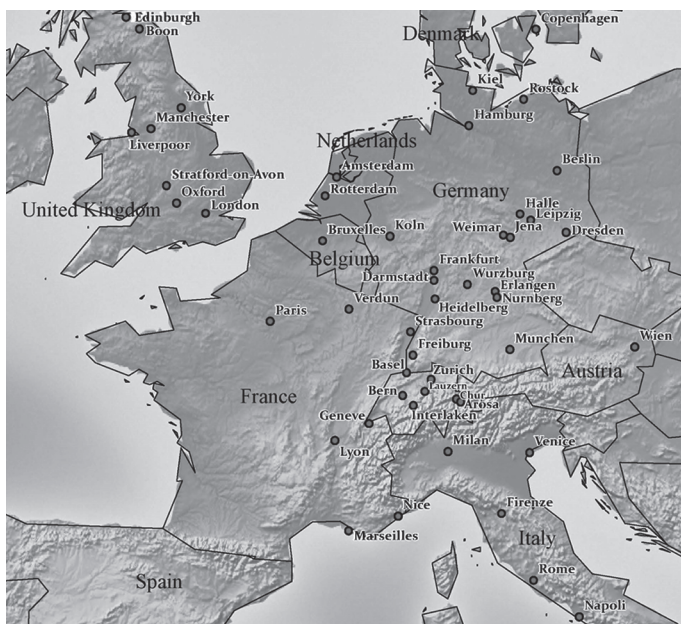 Edinburgh
Boon
Copenhagen
Denmark
Kiel
Rostock
York
Manchester
Liverpoor
Hamburg
Netherlands
Amsterdam
Berlin
Stratford-on-Avon
Oxford
London
United Kingdom
Rotterdam
Germany
Halle
Leipzig
Bruxelles
Koln
Weimar
Jena
Dresden
Belgium
Frankfurt
Darmstadt
Wurzburg
Erlangen
Nurnberg
Heidelberg
Verdun
Paris
Strasbourg
Freiburg
Munchen
Wien
Basel
Zurich
Austria
Bern
Lauzern
Chur
Arosa
France
Geneve
Interlaken
Lyon
Milan
Venice
Nice
Firenze
Marseilles
Italy
Spain
Rome
Napoli